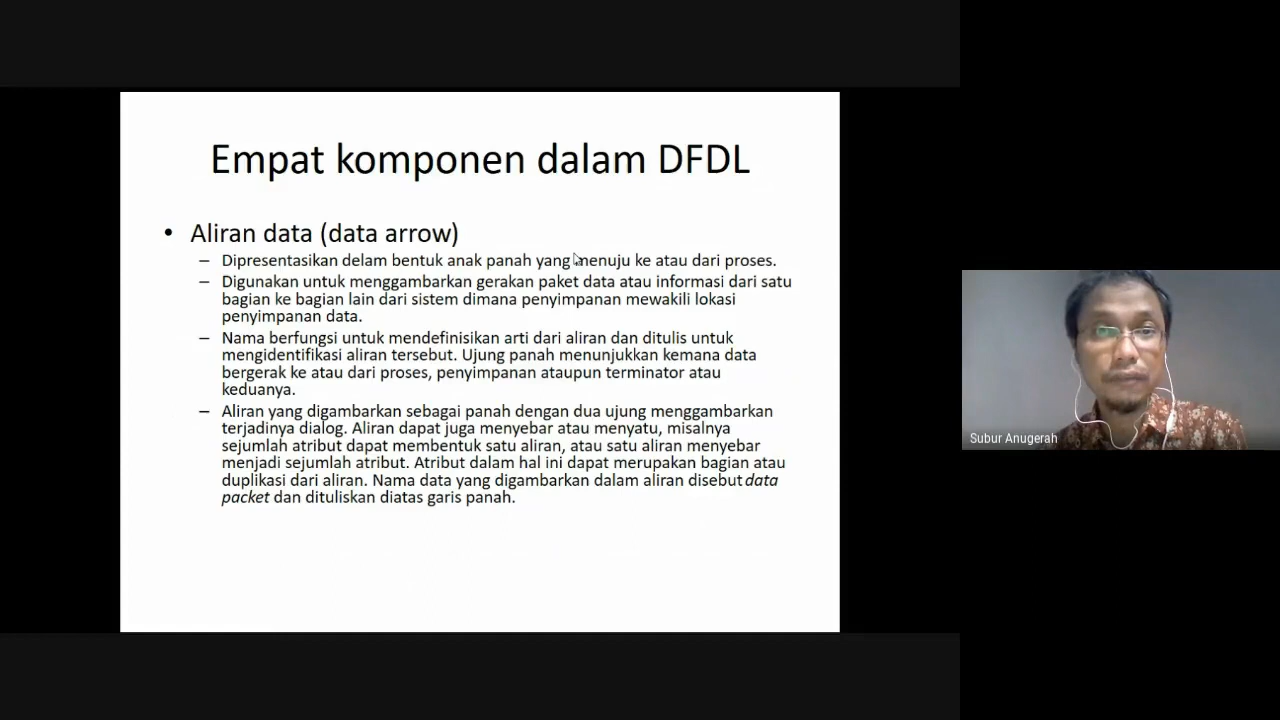 Empat komponen dalam DFDL
• Aliran data (data arrow)
– Dipresentasikan delam bentuk anak panah yang menuju ke atau dari proses.
– Digunakan untuk menggambarkan gerakan paket data atau informasi dari satu
bagian ke bagian lain dari sistem dimana penyimpanan mewakili lokasi
penyimpanan data.
– Nama berfungsi untuk mendefinisikan arti dari aliran dan ditulis untuk
mengidentifikasi aliran tersebut. Ujung panah menunjukkan kemana data
bergerak ke atau dari proses, penyimpanan ataupun terminator atau
keduanya.
– Aliran yang digambarkan sebagai panah dengan dua ujung menggambarkan
terjadinya dialog. Aliran dapat juga menyebar atau menyatu, misalnya
sejumlah atribut dapat membentuk satu aliran, atau satu aliran menyebar
menjadi sejumlah atribut. Atribut dalam hal ini dapat merupakan bagian atau
duplikasi dari aliran. Nama data yang digambarkan dalam aliran disebut data
packet dan dituliskan diatas garis panah.
Subur Anugerah